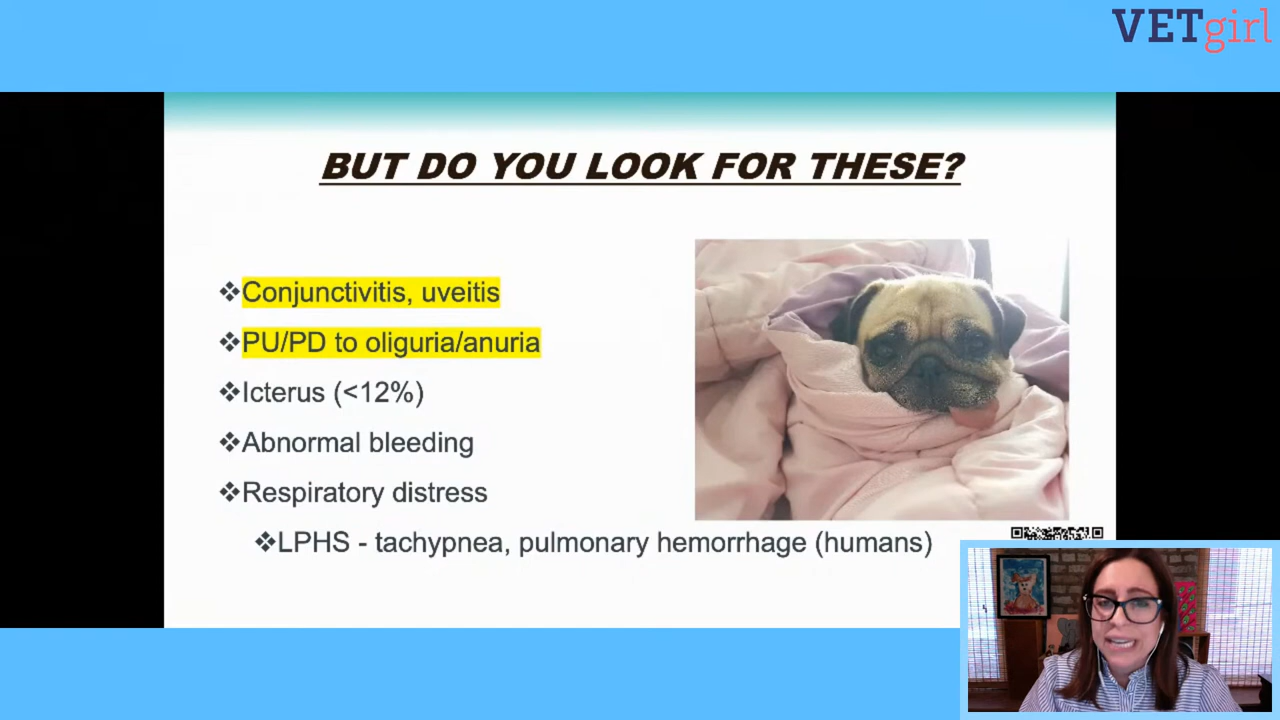 VETgirl
BUT DO YOU LOOK FOR THESE?
❖Conjunctivitis, uveitis
❖PU/PD to oliguria/anuria
❖Icterus (<12%)
❖Abnormal bleeding
❖Respiratory distress
❖LPHS - tachypnea, pulmonary hemorrhage (humans)